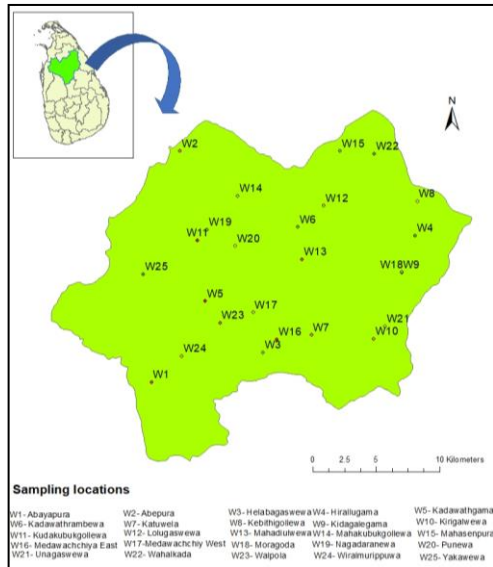 N
W2
W15
W22
W14
W8
W12
W19
W6
W4
W11
W20
W13
W18W9
W25
W5
W17
W23
W21
W16
W7
W10
W3
W24
W1
0 2.5 5 10 Kilometers
Sampling locations
W1- Abayapura W2- Abepura W3- Helabagaswewa W4- Hirallugama W5- Kadawathgama
W6- Kadawathrambewa W7- Katuwela W8- Kebithigollewa W9- Kidagalegama W10- Kirigalwewa
W11- Kudakubukgollewa W12- Lolugaswewa W13- Mahadiulwewa W14- Mahakubukgollewa W15- Mahasenpura
W16- Medawachchiya East W17-Medawachchiy West W18- Moragoda W19- Nagadaranewa W20- Punewa
W21- Unagaswewa W22- Wahalkada W23- Walpola W24- Wiralmurippuwa W25- Yakawewa